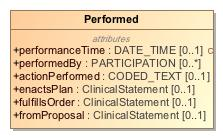 Performed
attributes
+performanceTime : DATE_TIME [0..1]
+performedBy : PARTICIPATION [0..*]
+actionPerformed : CODED_TEXT [0..1]
+enactsPlan : ClinicalStatement [0..1]
+fulfillsOrder : ClinicalStatement [0..1]
+fromProposal : ClinicalStatement [0..1]